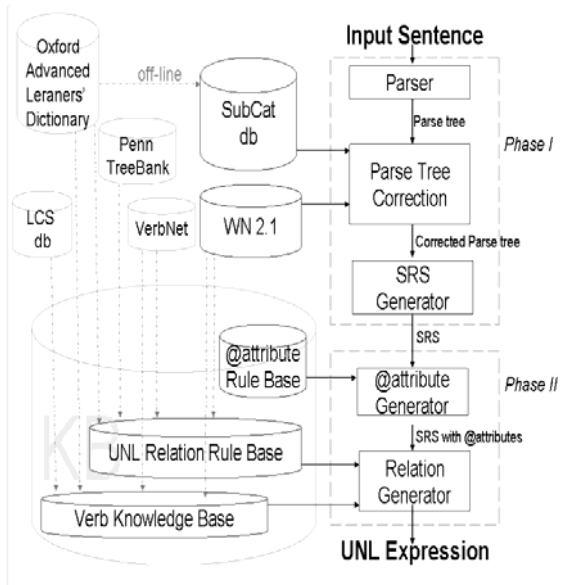 Oxford
Advanced
Leraners'
Dictionary
off-line
SubCat
db
Penn
TreeBank
LCS
db
VerbNet
WN 2.1
KB
@attribute
Rule Base
UNL Relation Rule Base
Verb Knowledge Base
Input Sentence
Parser
Parse tree
Phase I
Parse Tree
Correction
Corrected Parse tree
SRS
Generator
SRS
@attribute
Generator
Phase II
SRS with @attributes
Relation
Generator
UNL Expression